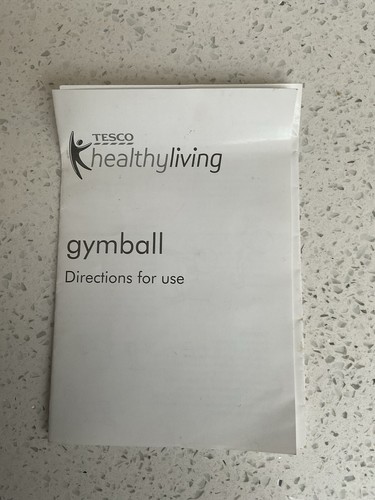 TESCO
healthyliving
gymball
Directions for use